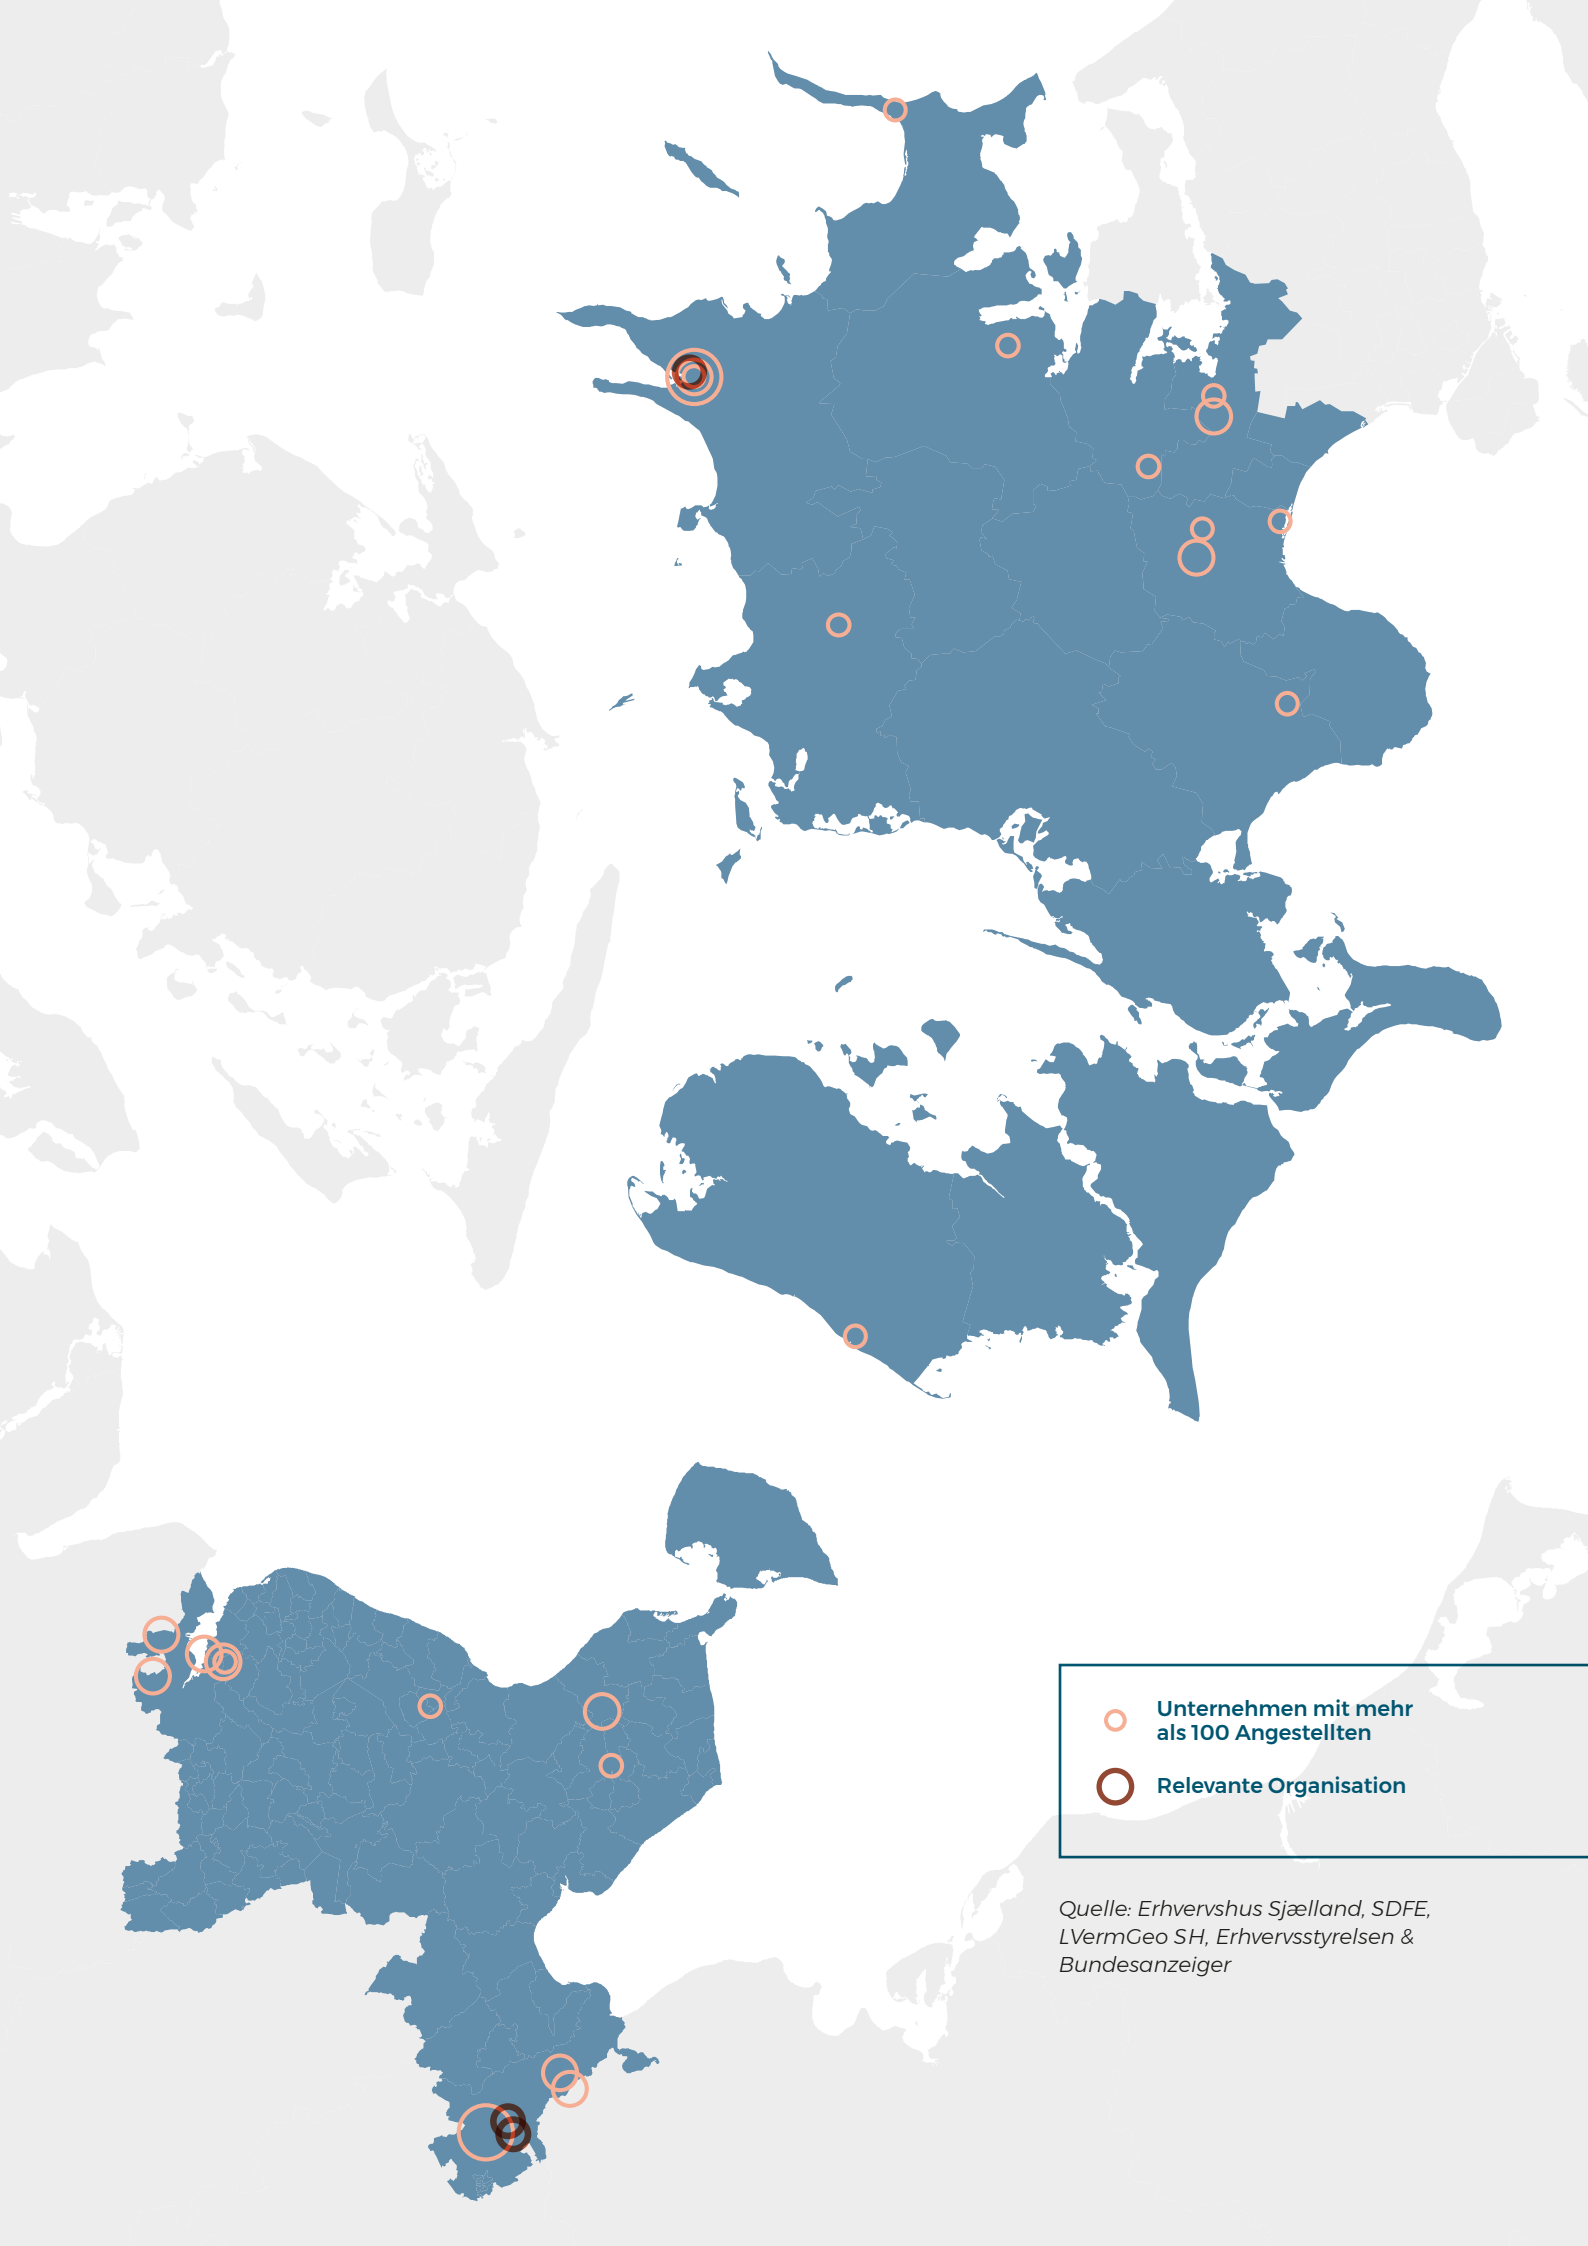 Unternehmen mit mehr
als 100 Angestellten
Relevante Organisation
Quelle: Erhvervshus Sjælland, SDFE,
LVermGeo SH, Erhvervsstyrelsen &
Bundesanzeiger